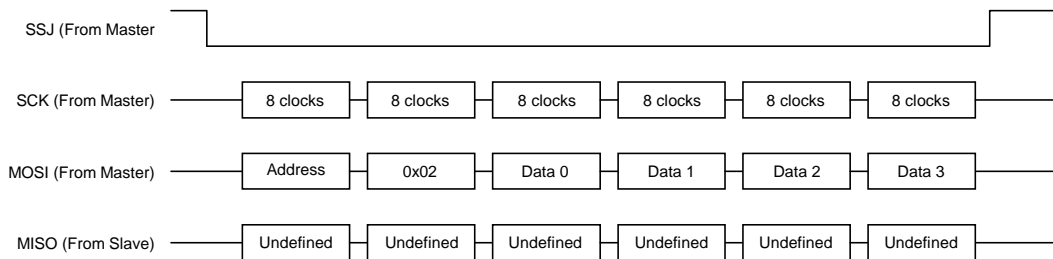 SSJ (From Master
SCK (From Master) 8 clocks 8 clocks 8 clocks 8 clocks 8 clocks 8 clocks
MOSI (From Master) Address 0x02 Data 0 Data 1 Data 2 Data 3
MISO (From Slave) Undefined Undefined Undefined Undefined Undefined Undefined